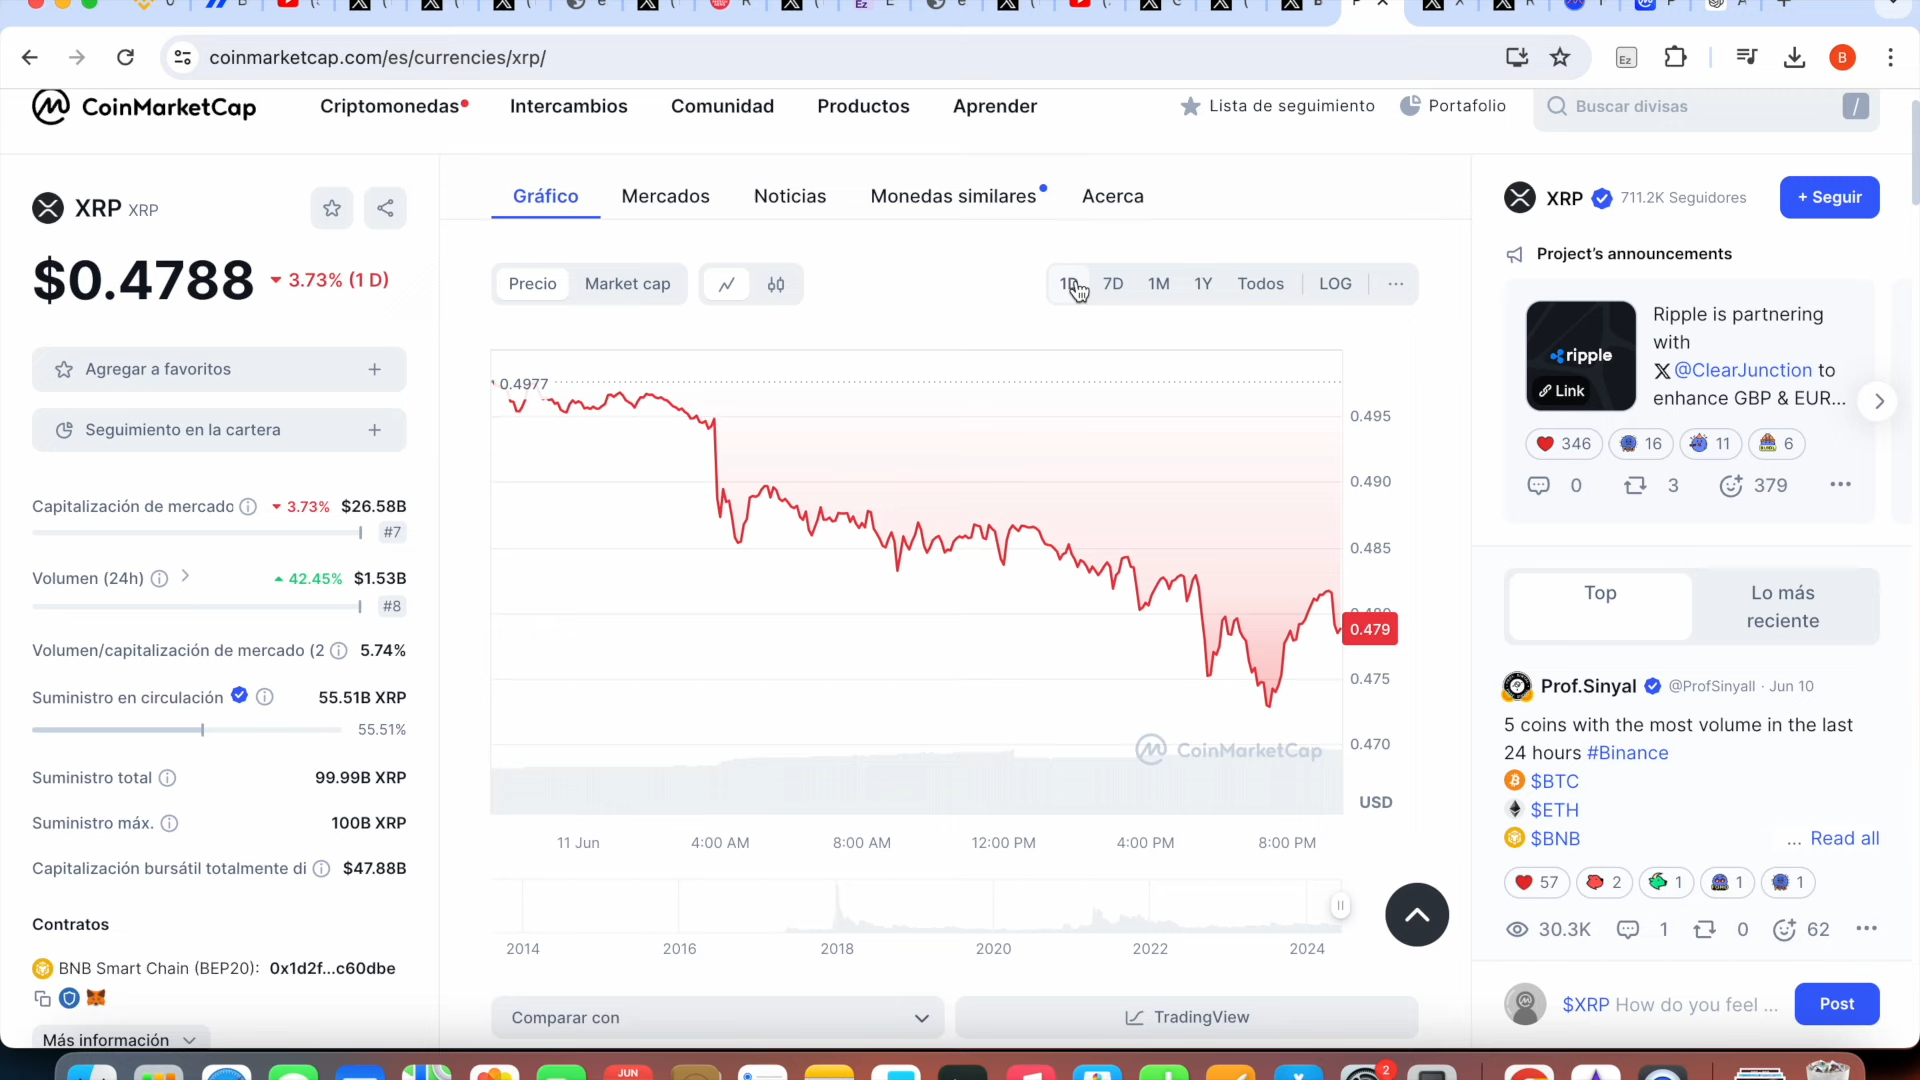 coinmarketcap.com/es/currencies/xrp/
Ez
B
CoinMarketCap
Criptomonedas
Intercambios
Comunidad
Productos
Aprender
Lista de seguimiento
Portafolio
Buscar divisas
/
XRP XRP
$0.4788
3.73% (1 D)
Agregar a favoritos
+
Seguimiento en la cartera
+
Capitalización de mercado
3.73%
$26.58B
#7
Volumen (24h)
42.45%
$1.53B
#8
Volumen/capitalización de mercado (2
5.74%
Suministro en circulación
55.51B XRP
55.51%
Suministro total
99.99B XRP
Suministro máx.
100B XRP
Capitalización bursátil totalmente di
$47.88B
Contratos
BNB Smart Chain (BEP20): 0x1d2f...c60dbe
Más información
Gráfico
Mercados
Noticias
Monedas similares
Acerca
Precio
Market cap
1D
7D
1M
1Y
Todos
LOG
...
0.4977
0.495
0.490
0.485
0.480
0.479
0.475
0.470
CoinMarketCap
USD
11 Jun
4:00 AM
8:00 AM
12:00 PM
4:00 PM
8:00 PM
2014
2016
2018
2020
2022
2024
Comparar con
TradingView
XRP
711.2K Seguidores
+ Seguir
Project's announcements
ripple
Link
Ripple is partnering
with
@ClearJunction to
enhance GBP & EUR...
346
16
11
6
0
3
379
Top
Lo más
reciente
Prof.Sinyal
@ProfSinyall · Jun 10
5 coins with the most volume in the last
24 hours #Binance
$BTC
$ETH
$BNB
... Read all
57
2
1
1
1
30.3K
1
0
62
$XRP How do you feel ...
Post
JUN
2